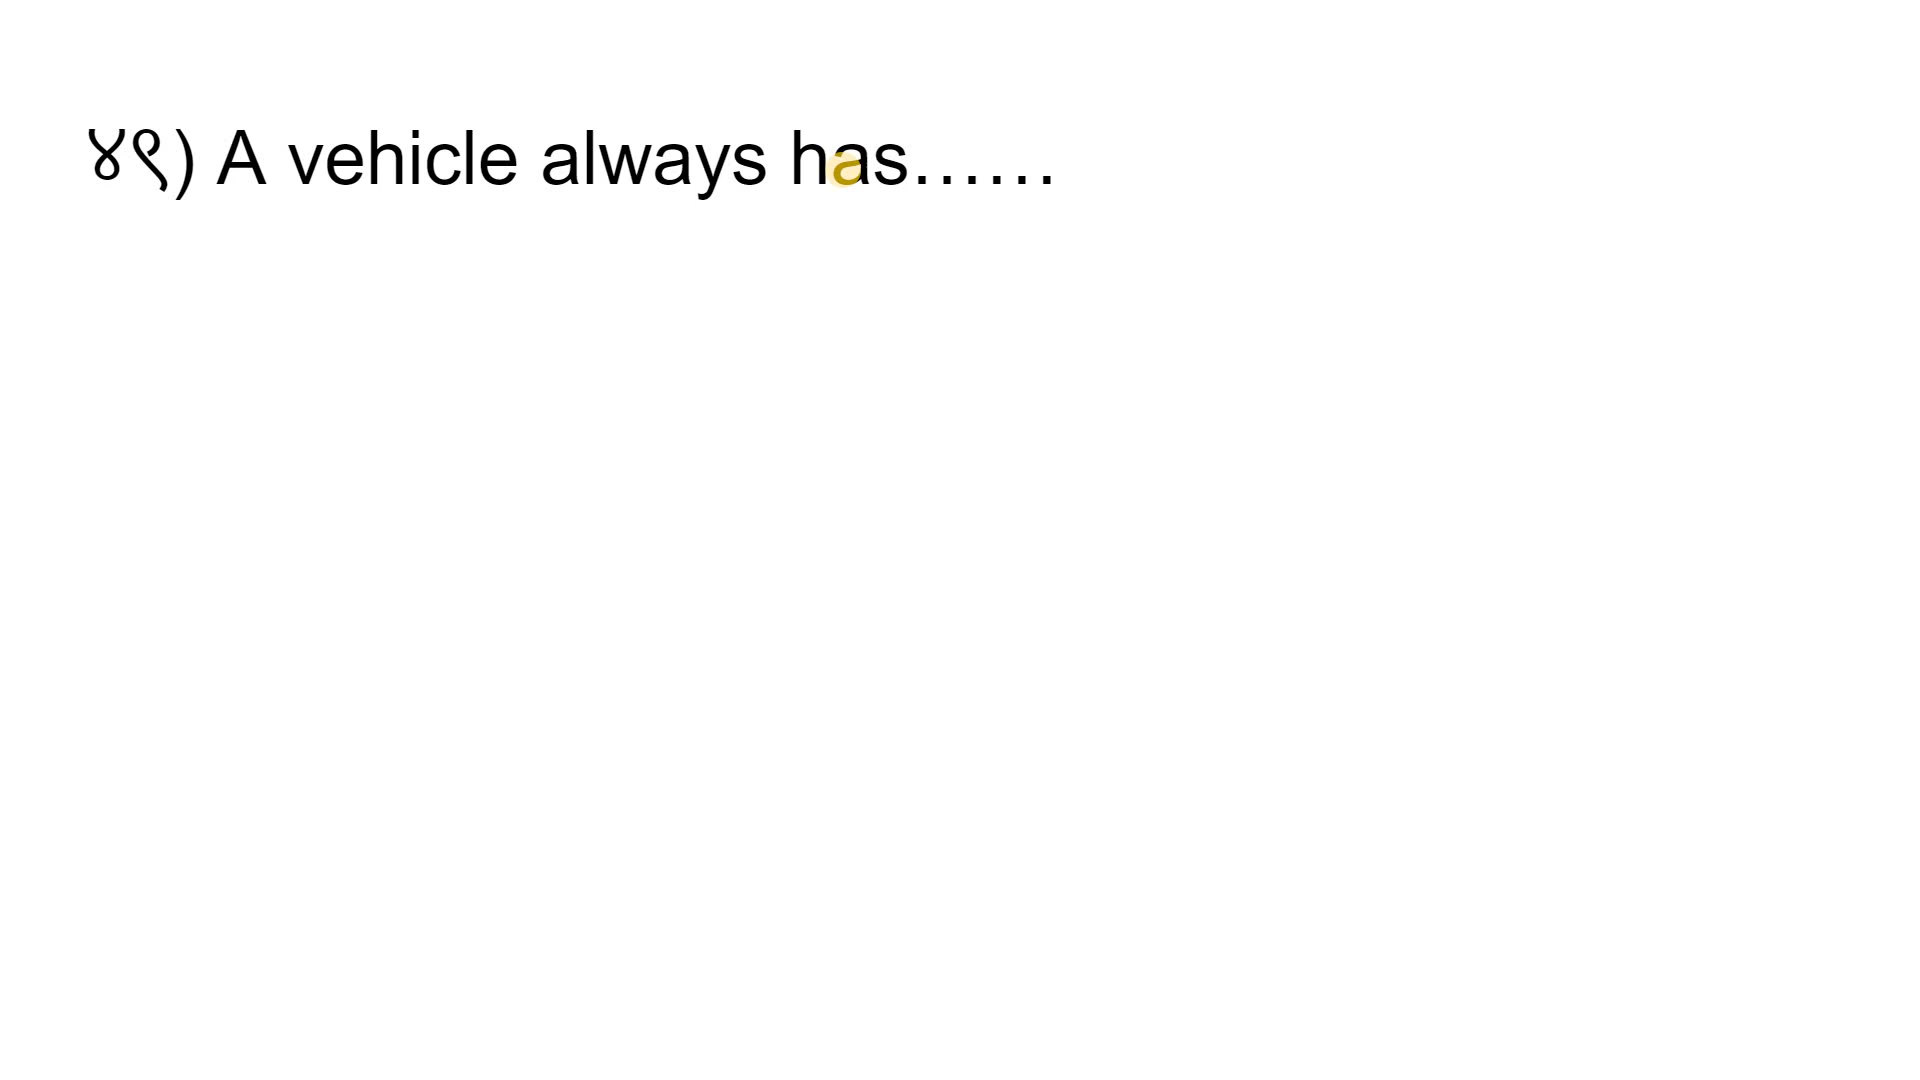 ४९) A vehicle always has……